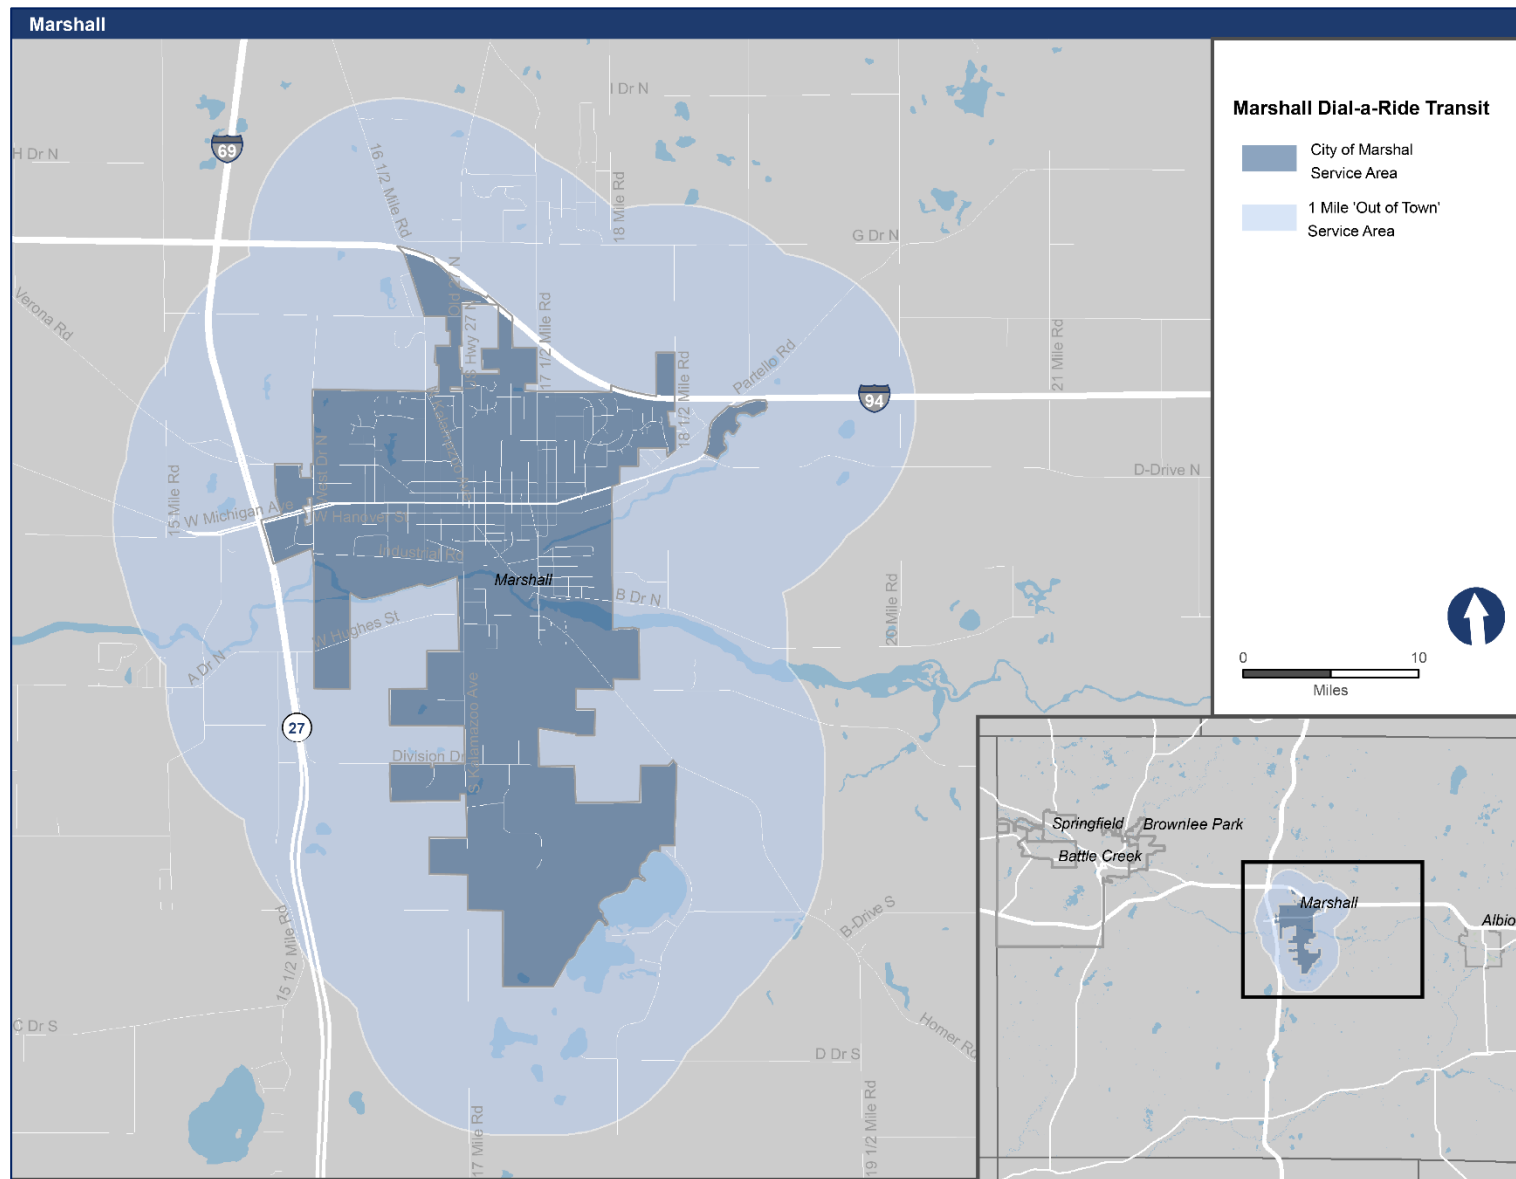 Marshall
I Dr N
H Dr N
69
16 1/2 Mile Rd
18 Mile Rd
G Dr N
Verona Rd
Old 27 N
US Hwy 27 N
17 1/2 Mile Rd
18 1/2 Mile Rd
Partello Rd
21 Mile Rd
94
15 Mile Rd
West Dr N
N Kalamazoo Ave
D-Drive N
W Michigan Ave
W Hanover St
Industrial Rd
Marshall
B Dr N
20 Mile Rd
W Hughes St
A Dr N
27
S Kalamazoo Ave
Division Dr
15 1/2 Mile Rd
B-Drive S
C Dr S
Homer Rd
D Dr S
17 Mile Rd
19 1/2 Mile Rd
Marshall Dial-a-Ride Transit
City of Marshal
Service Area
1 Mile 'Out of Town'
Service Area
0 10
Miles
Springfield
Brownlee Park
Battle Creek
Marshall
Albio